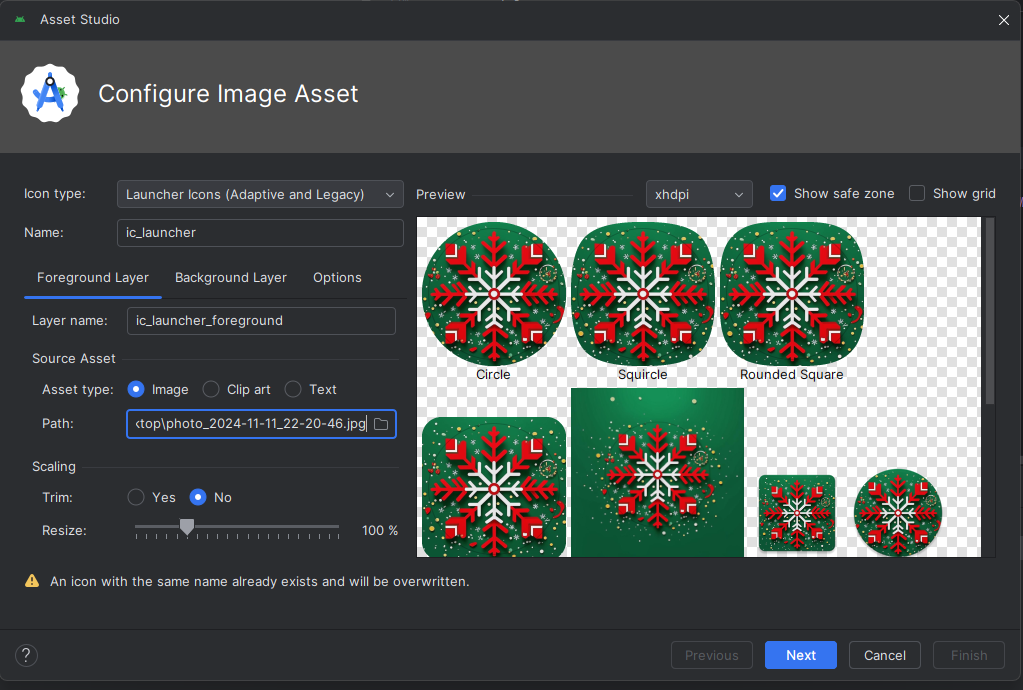 Asset Studio
Configure Image Asset
Icon type: Launcher Icons (Adaptive and Legacy)
Name: ic_launcher
Foreground Layer Background Layer Options
Layer name: ic_launcher_foreground
Source Asset
Asset type: Image Clip art Text
Path: top\photo_2024-11-11_22-20-46.jpg
Scaling
Trim: Yes No
Resize: 100 %
Preview xhdpi Show safe zone Show grid
Circle Squircle Rounded Square
An icon with the same name already exists and will be overwritten.
? Previous Next Cancel Finish